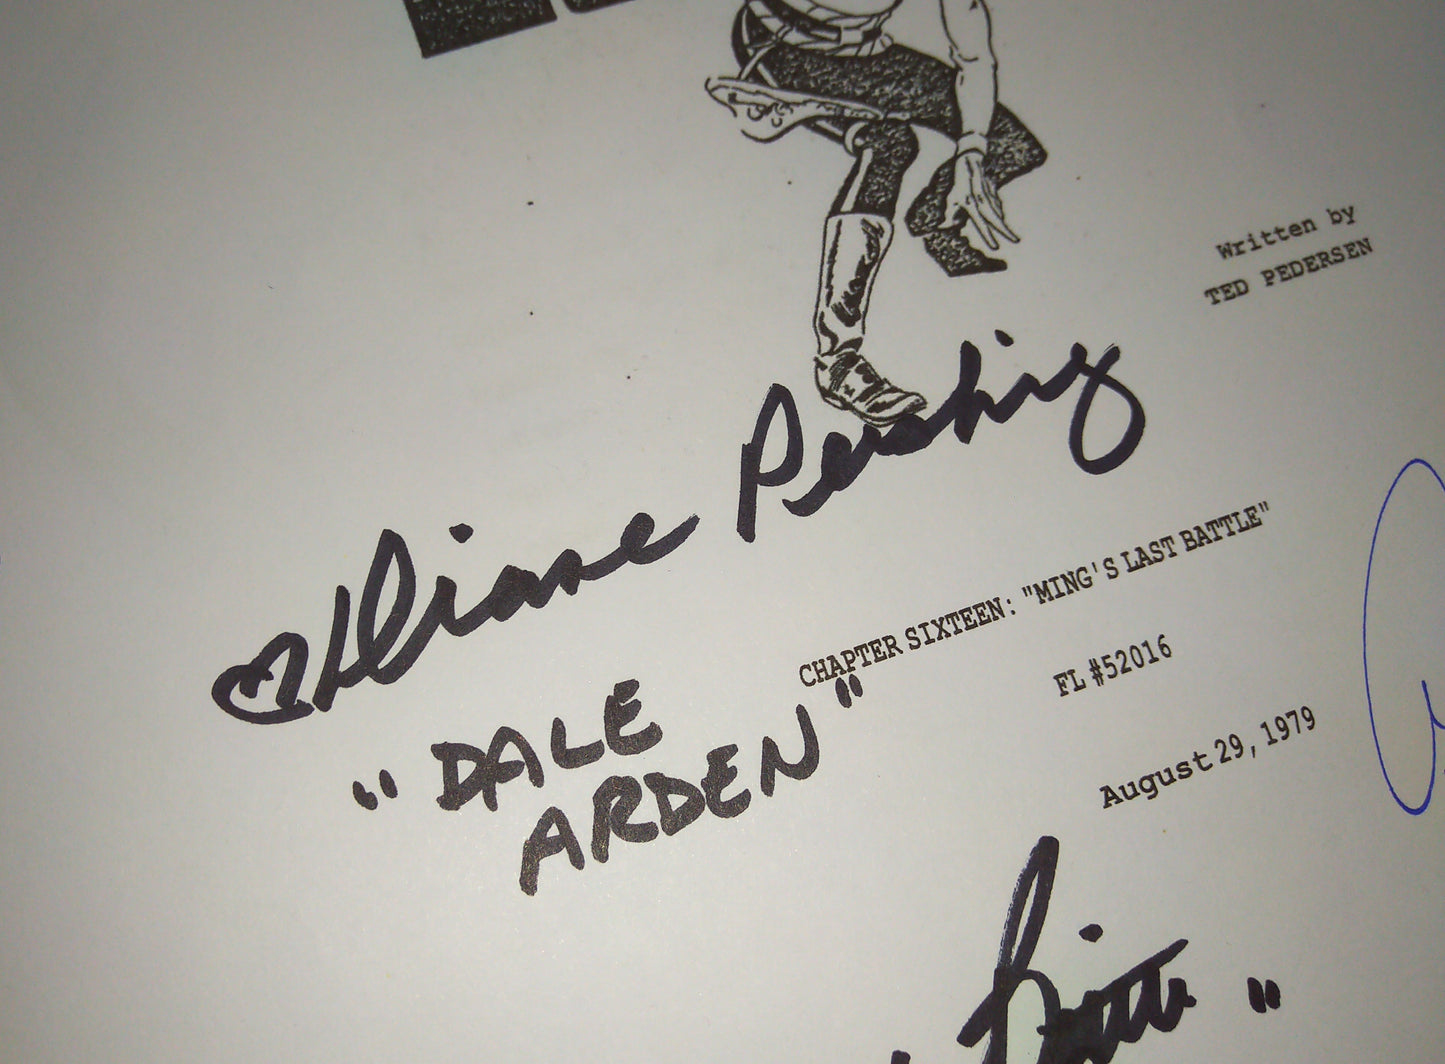 Written by
TED PEDERSEN
♡ Diane Pershing
"DALE
ARDEN"
CHAPTER SIXTEEN: "MING'S LAST BATTLE"
FL #52016
August 29, 1979